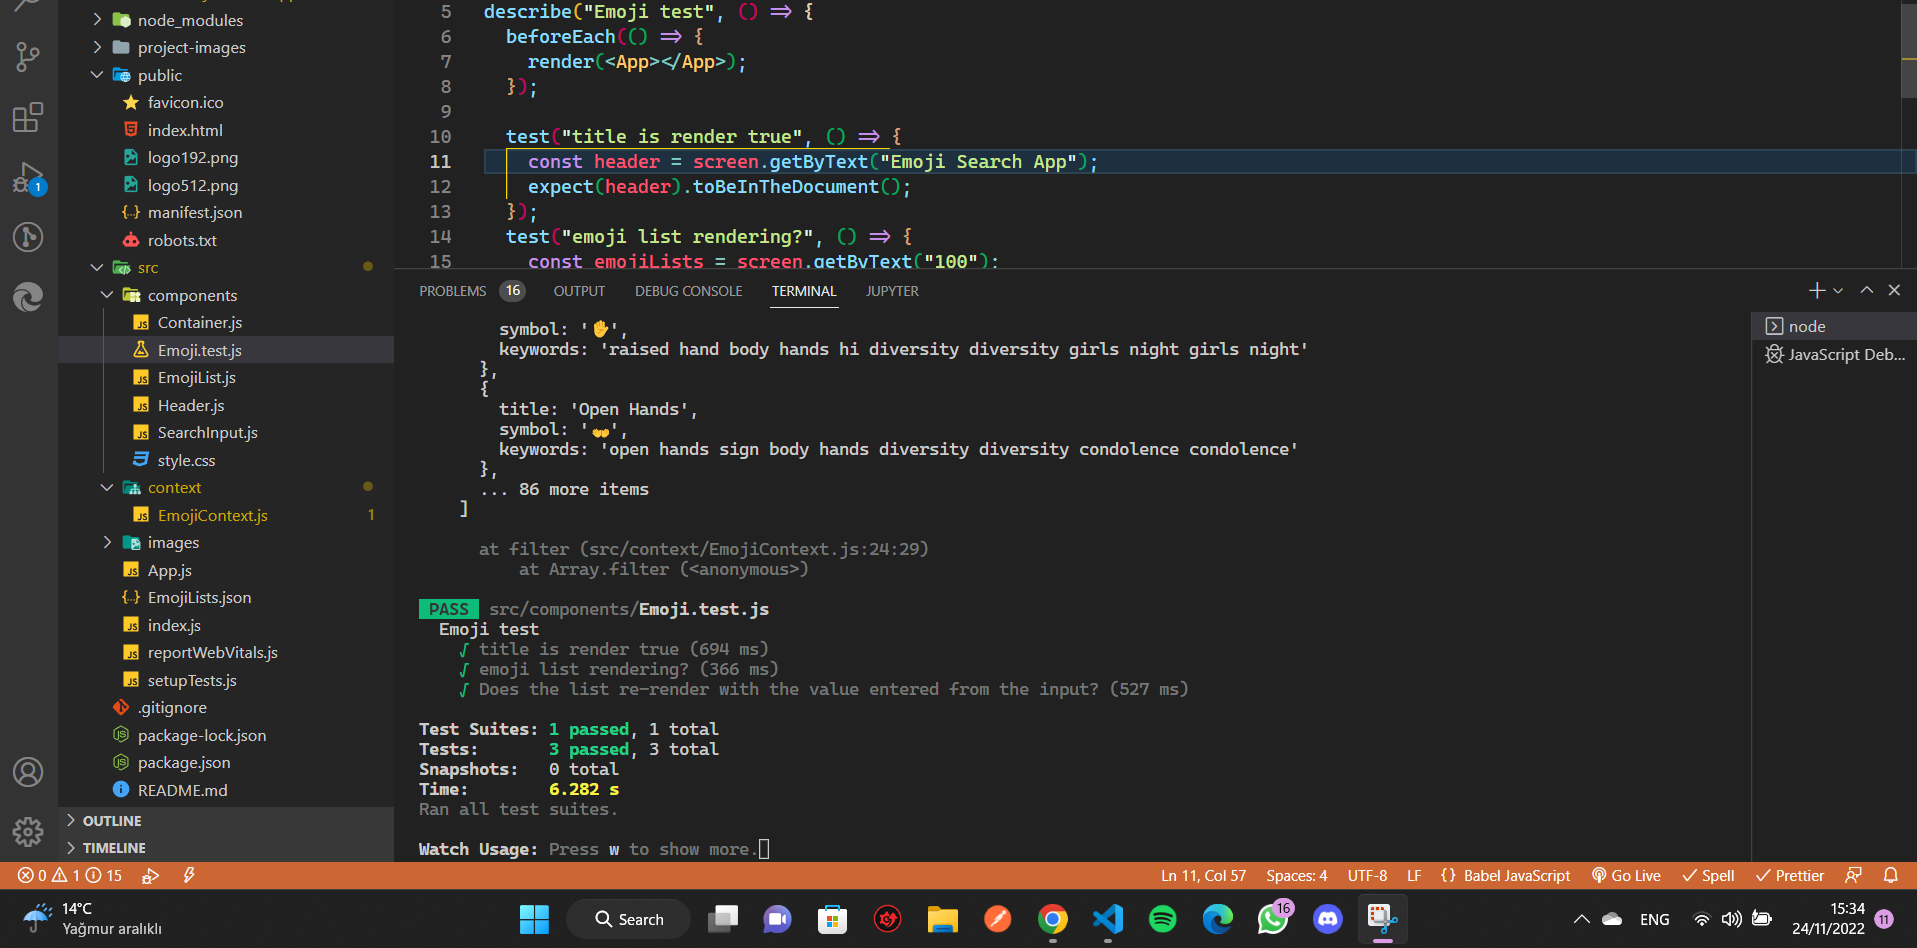 node_modules
project-images
public
favicon.ico
index.html
logo192.png
logo512.png
manifest.json
robots.txt
src
components
Container.js
Emoji.test.js
EmojiList.js
Header.js
SearchInput.js
style.css
context
EmojiContext.js 1
images
App.js
EmojiLists.json
index.js
reportWebVitals.js
setupTests.js
.gitignore
package-lock.json
package.json
README.md
OUTLINE
TIMELINE
1
5 describe("Emoji test", () => {
6 beforeEach(() => {
7 render(<App></App>);
8 });
9
10 test("title is render true", () => {
11 const header = screen.getByText("Emoji Search App");
12 expect(header).toBeInTheDocument();
13 });
14 test("emoji list rendering?", () => {
15 const emojiLists = screen.getByText("100");
PROBLEMS 16 OUTPUT DEBUG CONSOLE TERMINAL JUPYTER
symbol: '✋',
keywords: 'raised hand body hands hi diversity diversity girls night girls night'
},
{
title: 'Open Hands',
symbol: '👐',
keywords: 'open hands sign body hands diversity diversity condolence condolence'
},
... 86 more items
]
at filter (src/context/EmojiContext.js:24:29)
at Array.filter (<anonymous>)
PASS src/components/Emoji.test.js
Emoji test
√ title is render true (694 ms)
√ emoji list rendering? (366 ms)
√ Does the list re-render with the value entered from the input? (527 ms)
Test Suites: 1 passed, 1 total
Tests: 3 passed, 3 total
Snapshots: 0 total
Time: 6.282 s
Ran all test suites.
Watch Usage: Press w to show more.
node
JavaScript Deb...
0 1 15
Ln 11, Col 57 Spaces: 4 UTF-8 LF {} Babel JavaScript Go Live Spell Prettier
14°C
Yağmur aralıklı
Search
16
ENG
15:34
24/11/2022
11